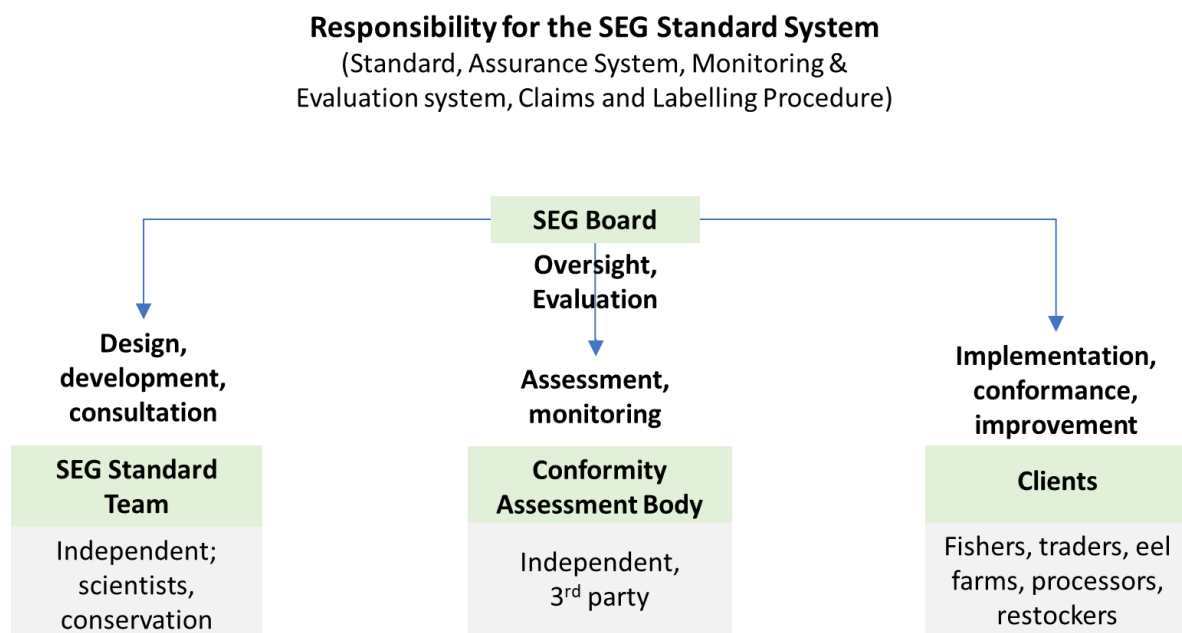 Responsibility for the SEG Standard System
(Standard, Assurance System, Monitoring &
Evaluation system, Claims and Labelling Procedure)
SEG Board
Oversight,
Evaluation
Design,
development,
consultation
Assessment,
monitoring
Implementation,
conformance,
improvement
SEG Standard
Team
Independent;
scientists,
conservation
Conformity
Assessment Body
Independent,
3rd party
Clients
Fishers, traders, eel
farms, processors,
restockers